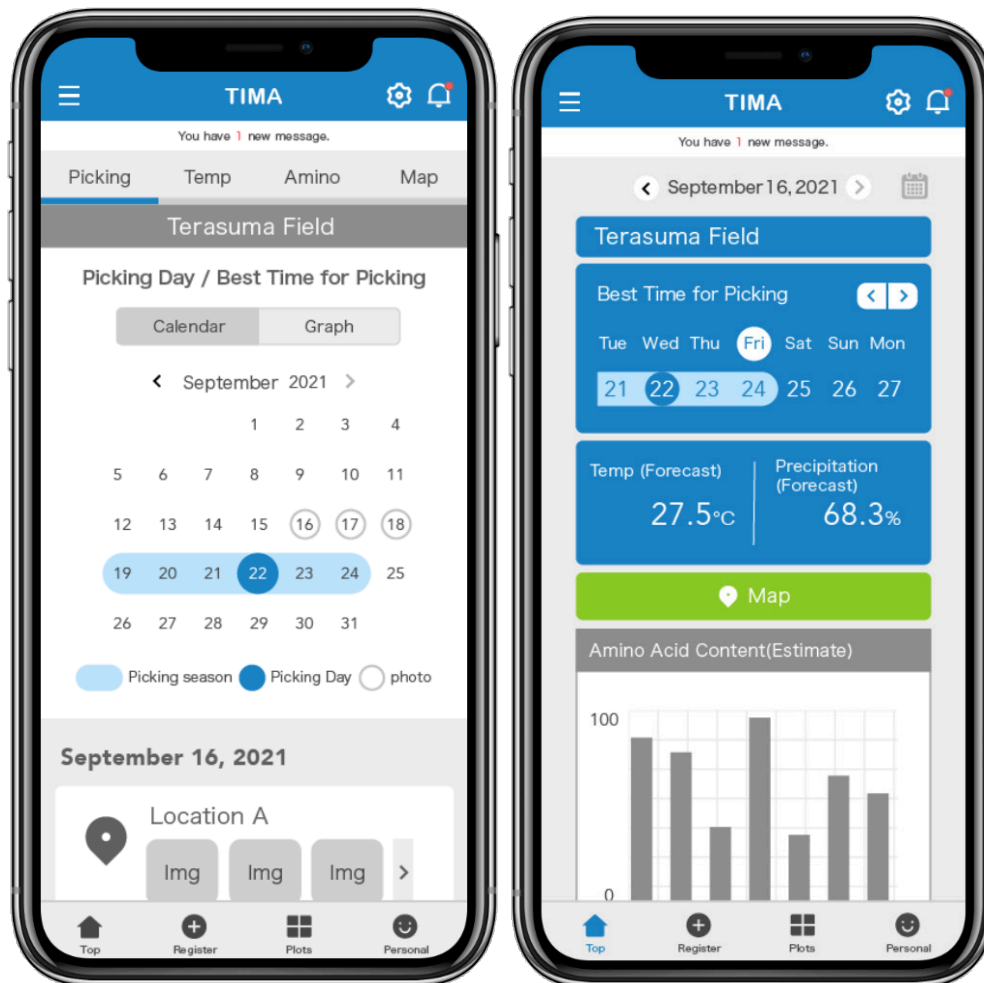 TIMA
You have 1 new message.
Picking Temp Amino Map
Terasuma Field
Picking Day / Best Time for Picking
Calendar Graph
September 2021
1 2 3 4
5 6 7 8 9 10 11
12 13 14 15 16 17 18
19 20 21 22 23 24 25
26 27 28 29 30 31
Picking season Picking Day photo
September 16, 2021
Location A
Img Img Img
Top Register Plots Personal
TIMA
You have 1 new message.
September 16, 2021
Terasuma Field
Best Time for Picking
Tue Wed Thu Fri Sat Sun Mon
21 22 23 24 25 26 27
Temp (Forecast)
27.5°C
Precipitation
(Forecast)
68.3%
Map
Amino Acid Content(Estimate)
100
0
Top Register Plots Personal